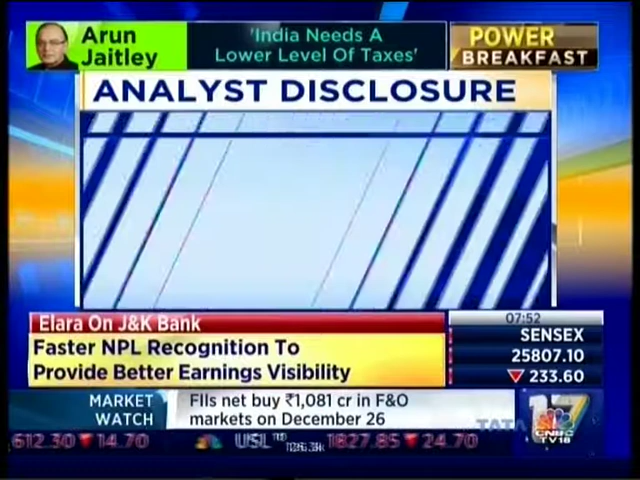 Arun
Jaitley
'India Needs A
Lower Level Of Taxes'
POWER
BREAKFAST
ANALYST DISCLOSURE
Elara On J&K Bank
Faster NPL Recognition To
Provide Better Earnings Visibility
07:52
SENSEX
25807.10
▼ 233.60
MARKET
WATCH
FIIs net buy ₹1,081 cr in F&O
markets on December 26
TATA
17
CNBC
TV18
612.30 ▼ 14.70 USL 1827.85 ▼ 24.70